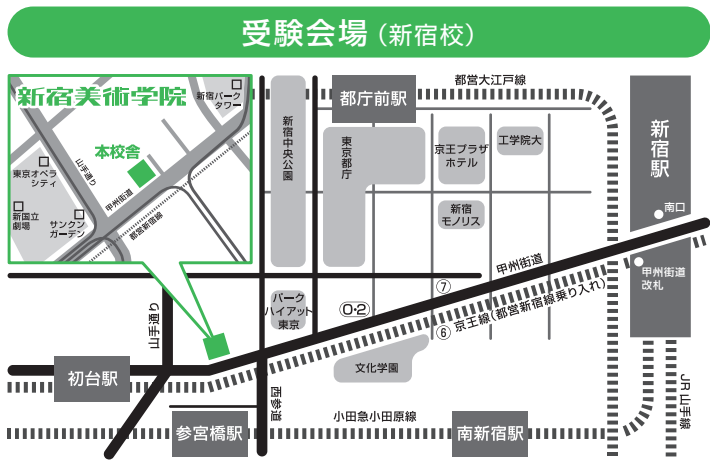 受験会場（新宿校）
新宿美術学院
新宿パーク
タワー
本校舎
東京オペラ
シティ
山手通り
甲州街道
都営新宿線
新国立
劇場
サンクン
ガーデン
都営大江戸線
都庁前駅
新宿中央公園
東京都庁
京王プラザ
ホテル
工学院大
新宿
モノリス
新宿駅
南口
甲州街道
改札
甲州街道
⑦
0・2
⑥
京王線（都営新宿線乗り入れ）
パーク
ハイアット
東京
山手通り
初台駅
文化学園
西参道
参宮橋駅
小田急小田原線
南新宿駅
JR山手線